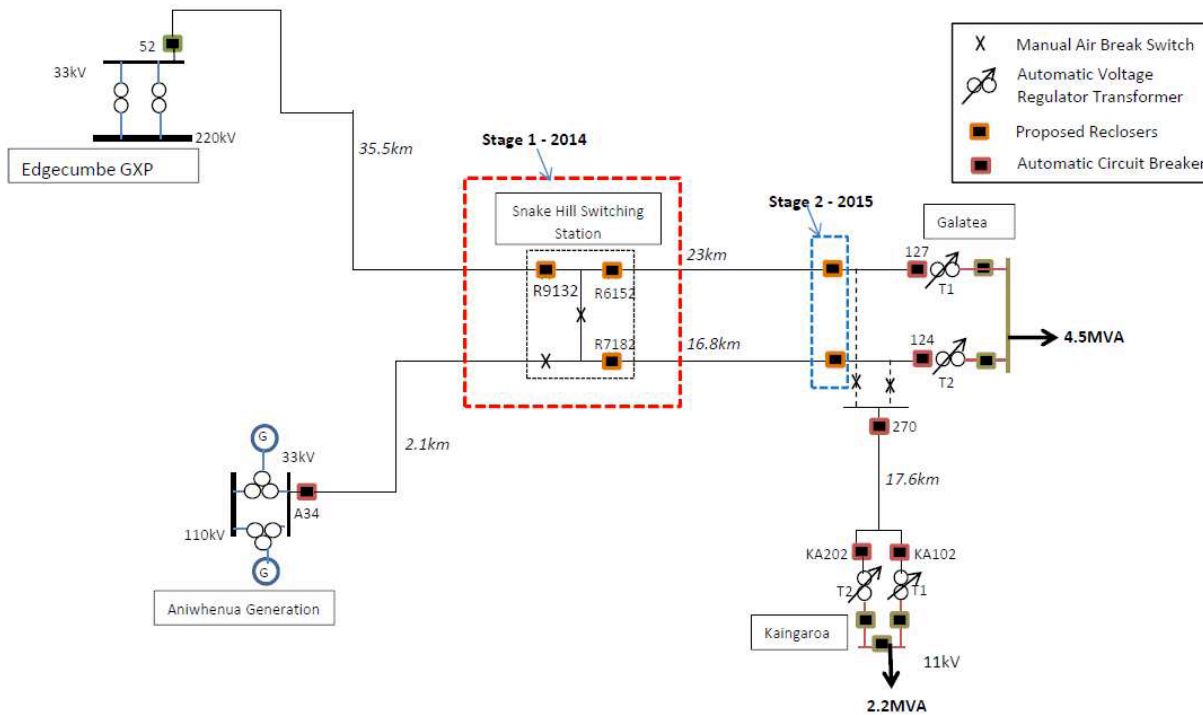 52
33kV
220kV
Edgecumbe GXP
35.5km
Stage 1 - 2014
Snake Hill Switching
Station
R9132
R6152
R7182
23km
16.8km
Stage 2 - 2015
Galatea
127
T1
124
T2
4.5MVA
270
17.6km
2.1km
G
33kV
A34
110kV
G
Aniwhenua Generation
KA202
KA102
T2
T1
Kaingaroa
11kV
2.2MVA
X
Manual Air Break Switch
Automatic Voltage
Regulator Transformer
Proposed Reclosers
Automatic Circuit Breaker